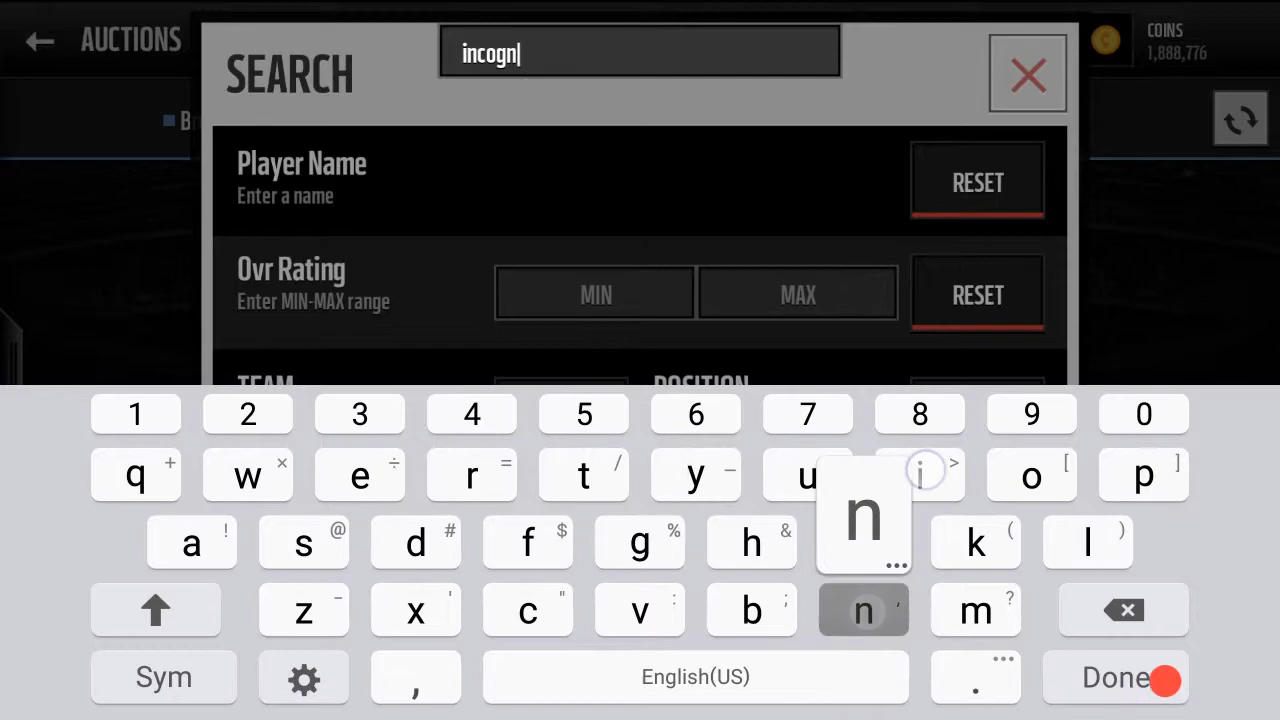 AUCTIONS
SEARCH
incogn
COINS
1,888,776
Player Name
Enter a name
RESET
Ovr Rating
Enter MIN-MAX range
MIN
MAX
RESET
TEAM
POSITION
1 2 3 4 5 6 7 8 9 0
q + w × e ÷ r = t / y – u i > o [ p ]
a ! s @ d # f $ g % h & n ... k ( l )
z – x ' c " v : b ; n , m ?
Sym , English(US) . ... Done